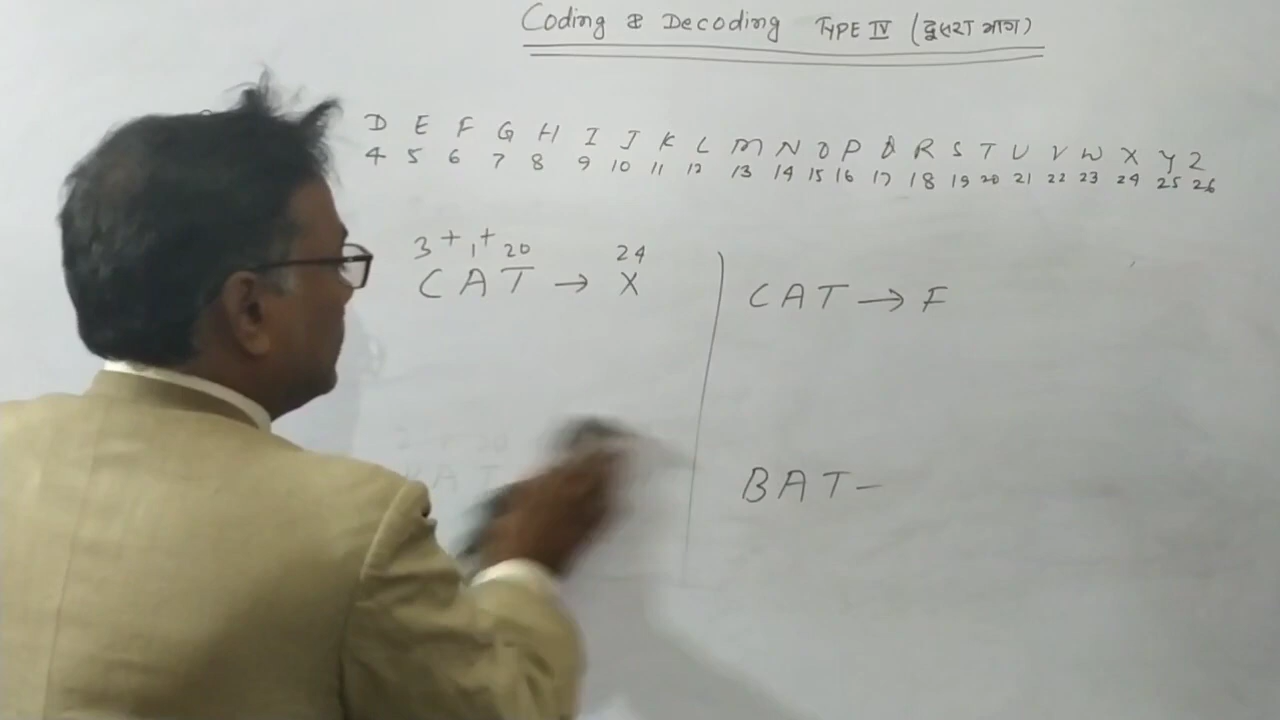 Coding & Decoding TYPE IV (दूसरा भाग)
D E F G H I J K L M N O P Q R S T U V W X Y Z
4 5 6 7 8 9 10 11 12 13 14 15 16 17 18 19 20 21 22 23 24 25 26
3 + 1 + 20 24
CAT → X
CAT → F
BAT –